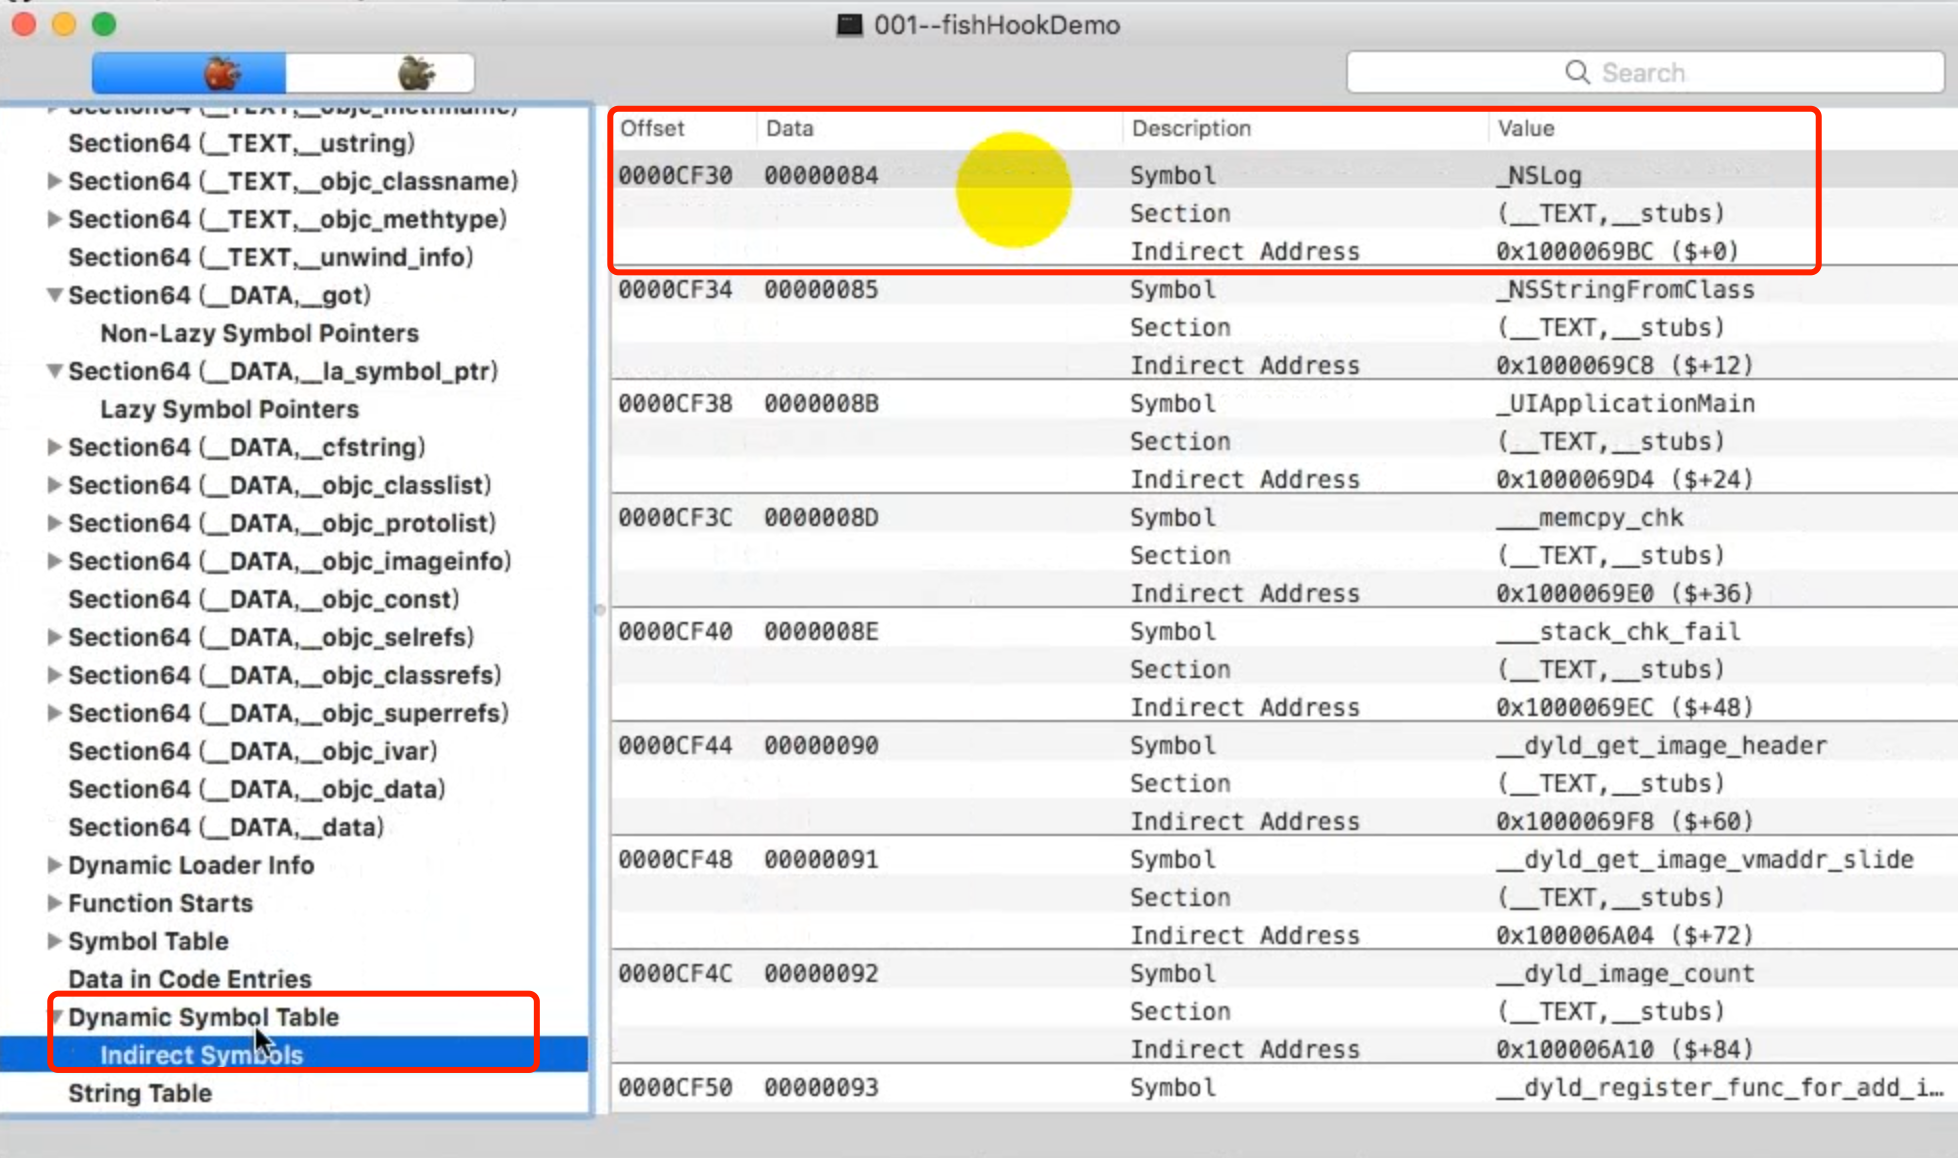 001--fishHookDemo
Search
Section64 (__TEXT,__objc_methname)
Section64 (__TEXT,__ustring)
Section64 (__TEXT,__objc_classname)
Section64 (__TEXT,__objc_methtype)
Section64 (__TEXT,__unwind_info)
Section64 (__DATA,__got)
Non-Lazy Symbol Pointers
Section64 (__DATA,__la_symbol_ptr)
Lazy Symbol Pointers
Section64 (__DATA,__cfstring)
Section64 (__DATA,__objc_classlist)
Section64 (__DATA,__objc_protolist)
Section64 (__DATA,__objc_imageinfo)
Section64 (__DATA,__objc_const)
Section64 (__DATA,__objc_selrefs)
Section64 (__DATA,__objc_classrefs)
Section64 (__DATA,__objc_superrefs)
Section64 (__DATA,__objc_ivar)
Section64 (__DATA,__objc_data)
Section64 (__DATA,__data)
Dynamic Loader Info
Function Starts
Symbol Table
Data in Code Entries
Dynamic Symbol Table
Indirect Symbols
String Table
Offset Data Description Value
0000CF30 00000084 Symbol _NSLog
Section (__TEXT,__stubs)
Indirect Address 0x1000069BC ($+0)
0000CF34 00000085 Symbol _NSStringFromClass
Section (__TEXT,__stubs)
Indirect Address 0x1000069C8 ($+12)
0000CF38 0000008B Symbol _UIApplicationMain
Section (__TEXT,__stubs)
Indirect Address 0x1000069D4 ($+24)
0000CF3C 0000008D Symbol ___memcpy_chk
Section (__TEXT,__stubs)
Indirect Address 0x1000069E0 ($+36)
0000CF40 0000008E Symbol ___stack_chk_fail
Section (__TEXT,__stubs)
Indirect Address 0x1000069EC ($+48)
0000CF44 00000090 Symbol __dyld_get_image_header
Section (__TEXT,__stubs)
Indirect Address 0x1000069F8 ($+60)
0000CF48 00000091 Symbol __dyld_get_image_vmaddr_slide
Section (__TEXT,__stubs)
Indirect Address 0x100006A04 ($+72)
0000CF4C 00000092 Symbol __dyld_image_count
Section (__TEXT,__stubs)
Indirect Address 0x100006A10 ($+84)
0000CF50 00000093 Symbol __dyld_register_func_for_add_i…